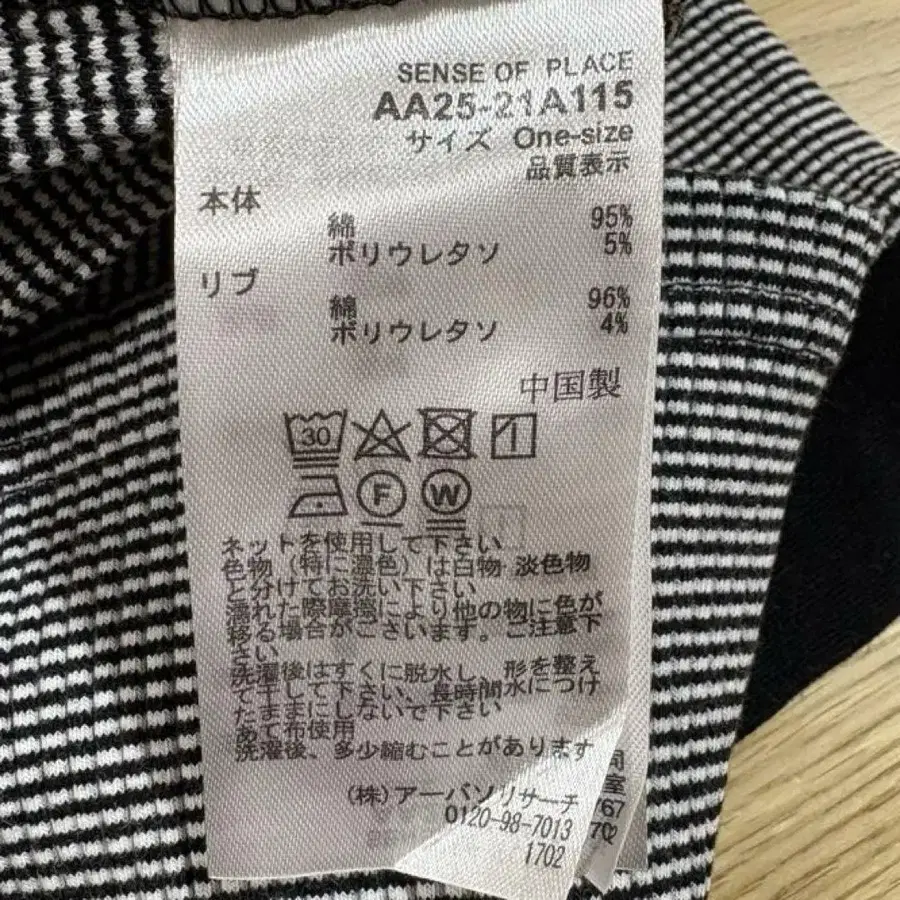 SENSE OF PLACE
AA25-21A115
サイズ One-size
品質表示
本体
綿 95%
ポリウレタン 5%
リブ
綿 96%
ポリウレタン 4%
中国製
30
F W
ネットを使用して下さい
色物(特に濃色)は白物 淡色物
と分けてお洗い下さい
濡れた際摩擦により他の物に色が
移る場合がございます。ご注意下
さい
洗濯後はすぐに脱水し、形を整え
て干して下さい、長時間水につけ
たままにしないで下さい
あて布使用
洗濯後、多少縮むことがあります
(株)アーバンリサーチ
0120-98-7013
1702
室
767